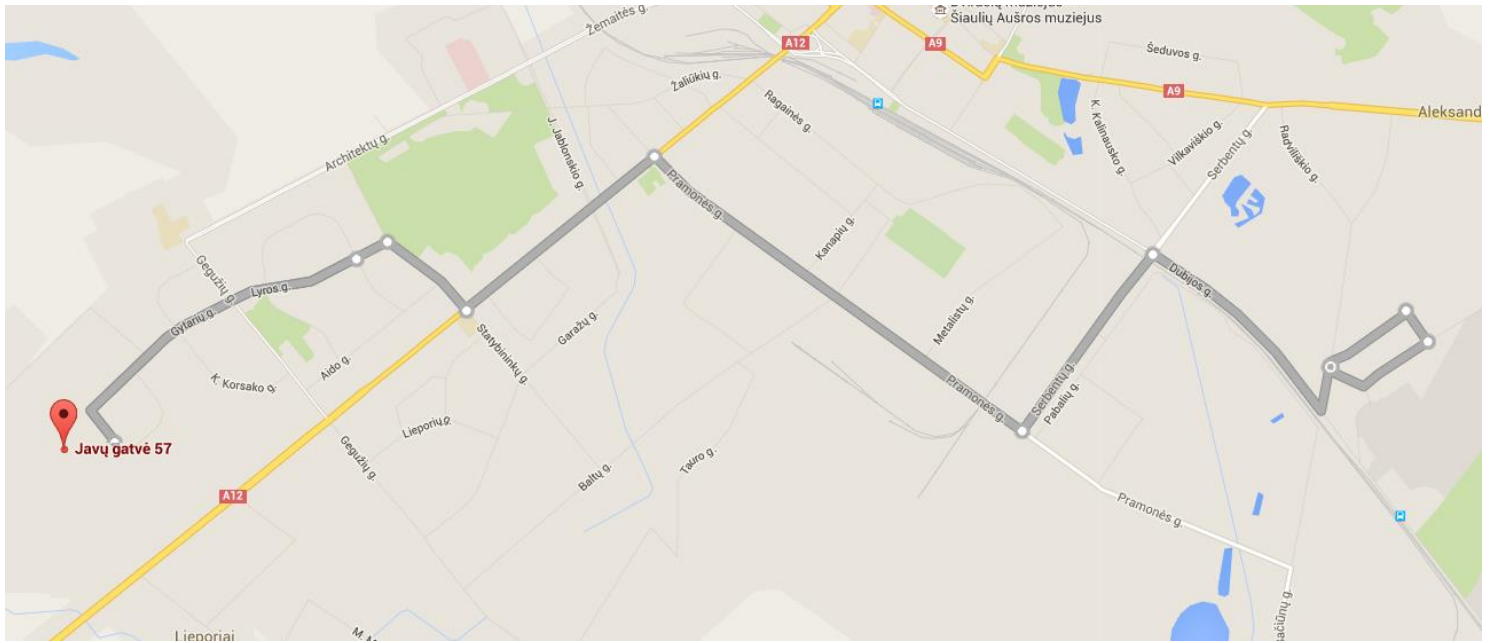 Šiaulių Aušros muziejus
Žemaitės g.
A12
A9
Šeduvos g.
Žaliūkių g.
A9
Ragainės g.
K. Kalinausko g.
Aleksand
J. Jablonskio g.
Vilkaviškio g.
Serbentų g.
Radviliškio g.
Architektų g.
Pramonės g.
Kanapių g.
Gegužių g.
Lyros g.
Dubijos g.
Gytarių g.
Garažų g.
Metalistų g.
Statybininkų g.
Aido g.
K. Korsako g.
Serbentų g.
Pabalių g.
Pramonės g.
Lieporių g.
Javų gatvė 57
Gegužių g.
Tauro g.
Baltų g.
A12
Pramonės g.
Lieporiai